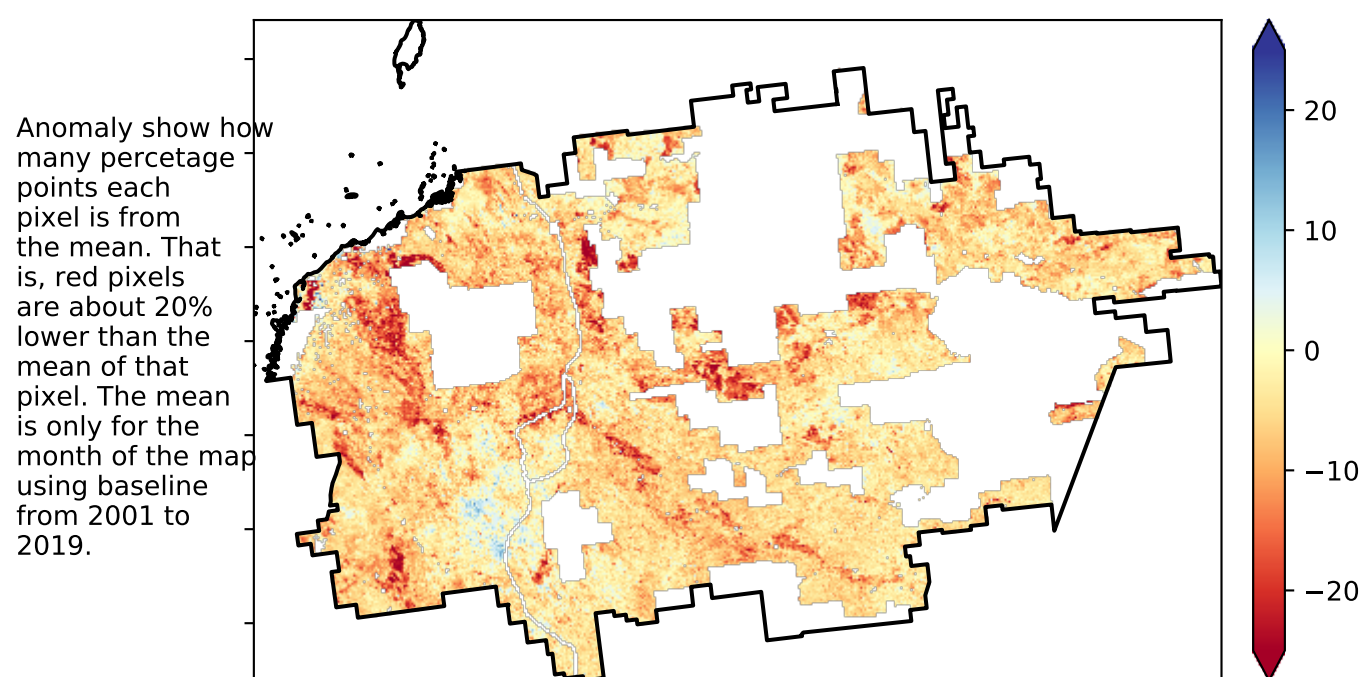 Anomaly show how
many percetage
points each
pixel is from
the mean. That
is, red pixels
are about 20%
lower than the
mean of that
pixel. The mean
is only for the
month of the map
using baseline
from 2001 to
2019.
20
10
0
−10
−20